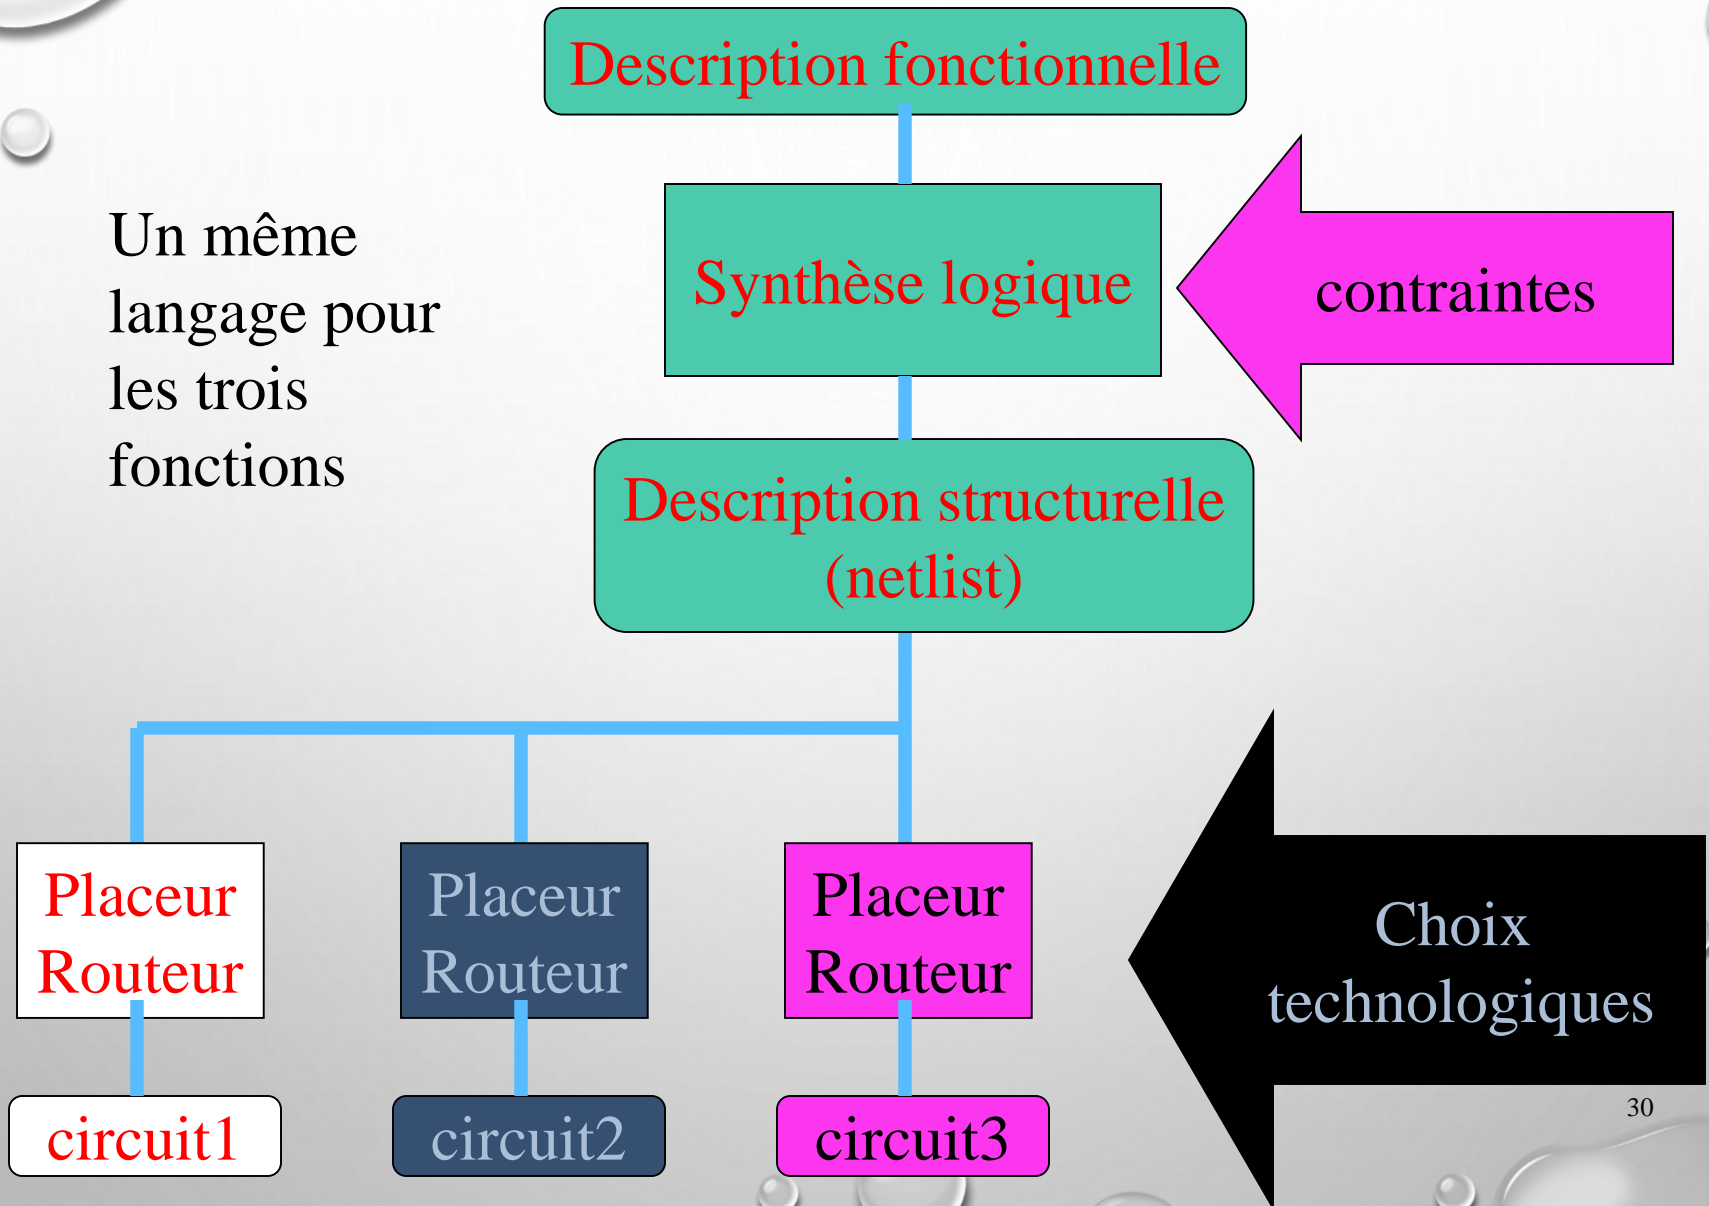 Description fonctionnelle
Un même
langage pour
les trois
fonctions
Synthèse logique
contraintes
Description structurelle
(netlist)
Placeur
Routeur
Placeur
Routeur
Placeur
Routeur
Choix
technologiques
circuit1
circuit2
circuit3
30